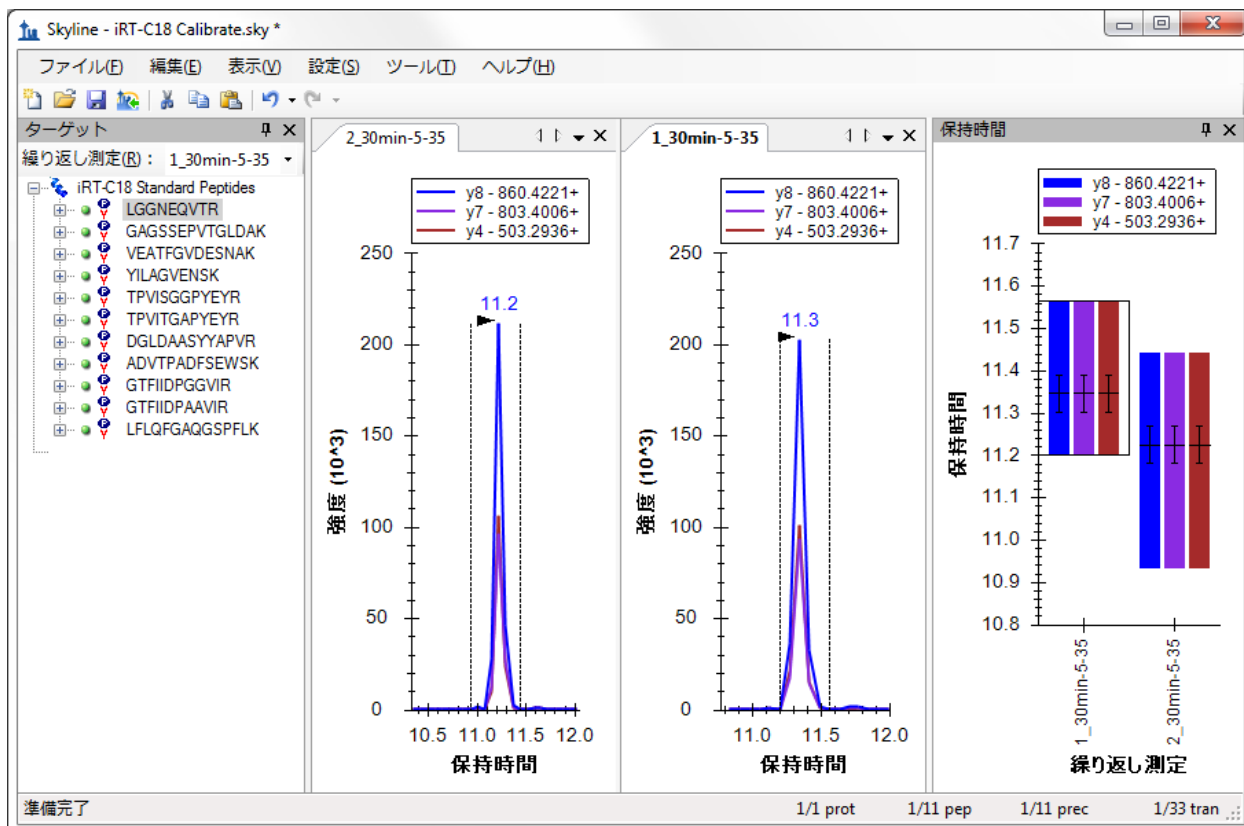 Skyline - iRT-C18 Calibrate.sky *
ファイル(F) 編集(E) 表示(V) 設定(S) ツール(T) ヘルプ(H)
ターゲット
繰り返し測定(R): 1_30min-5-35
iRT-C18 Standard Peptides
LGGNEQVTR
GAGSSEPVTGLDAK
VEATFGVDESNAK
YILAGVENSK
TPVISGGPYEYR
TPVITGAPYEYR
DGLDAASYYAPVR
ADVTPADFSEWSK
GTFIIDPGGVIR
GTFIIDPAAVIR
LFLQFGAQGSPFLK
2_30min-5-35
y8 - 860.4221+
y7 - 803.4006+
y4 - 503.2936+
250
200
150
100
50
0
強度 (10^3)
11.2
10.5 11.0 11.5 12.0
保持時間
1_30min-5-35
y8 - 860.4221+
y7 - 803.4006+
y4 - 503.2936+
250
200
150
100
50
0
強度 (10^3)
11.3
11.0 11.5 12.0
保持時間
保持時間
y8 - 860.4221+
y7 - 803.4006+
y4 - 503.2936+
11.7
11.6
11.5
11.4
11.3
11.2
11.1
11.0
10.9
10.8
保持時間
1_30min-5-35
2_30min-5-35
繰り返し測定
準備完了 1/1 prot 1/11 pep 1/11 prec 1/33 tran